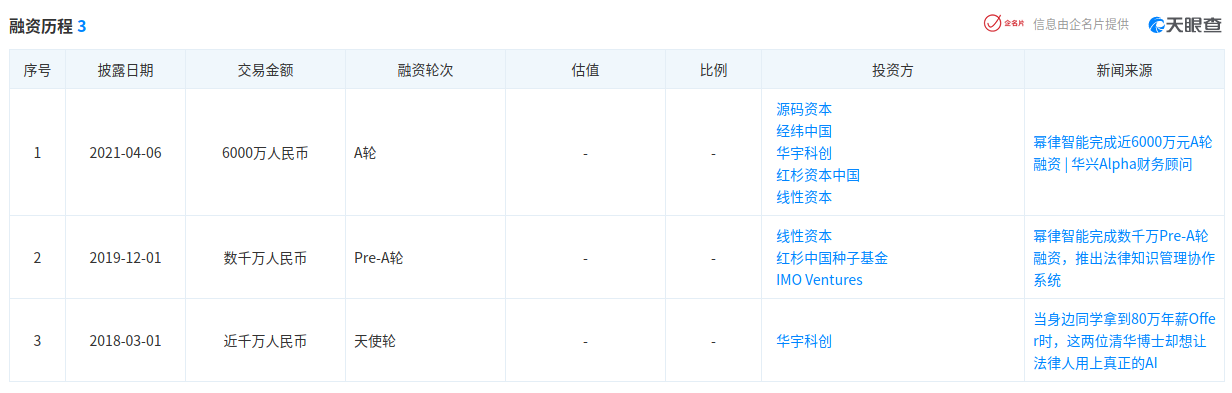 融资历程 3
企名片 信息由企名片提供 天眼查
序号 披露日期 交易金额 融资轮次 估值 比例 投资方 新闻来源
1 2021-04-06 6000万人民币 A轮 - -
源码资本
经纬中国
华宇科创
红杉资本中国
线性资本
幂律智能完成近6000万元A轮
融资 | 华兴Alpha财务顾问
2 2019-12-01 数千万人民币 Pre-A轮 - -
线性资本
红杉中国种子基金
IMO Ventures
幂律智能完成数千万Pre-A轮
融资，推出法律知识管理协作
系统
3 2018-03-01 近千万人民币 天使轮 - -
华宇科创
当身边同学拿到80万年薪Offe
r时，这两位清华博士却想让
法律人用上真正的AI